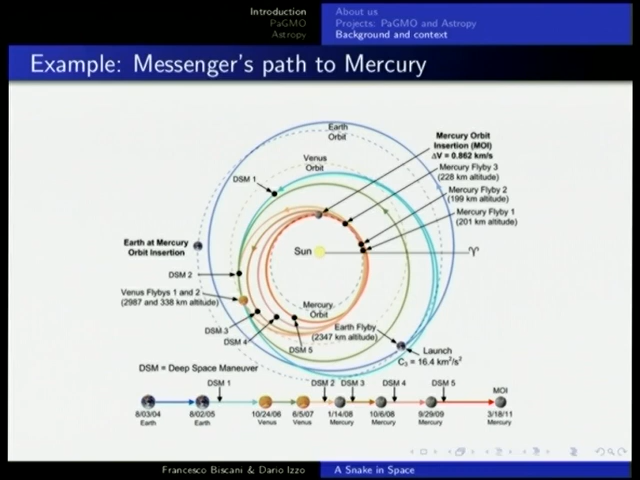 Introduction
PaGMO
Astropy
About us
Projects: PaGMO and Astropy
Background and context
Example: Messenger's path to Mercury
Earth
Orbit
Venus
Orbit
DSM 1
Mercury Orbit
Insertion (MOI)
ΔV = 0.862 km/s
Mercury Flyby 3
(228 km altitude)
Mercury Flyby 2
(199 km altitude)
Mercury Flyby 1
(201 km altitude)
Earth at Mercury
Orbit Insertion
Sun
♈
DSM 2
Venus Flybys 1 and 2
(2987 and 338 km altitude)
Mercury
Orbit
DSM 3
DSM 4
DSM 5
Earth Flyby
(2347 km altitude)
Launch
C₃ = 16.4 km²/s²
DSM = Deep Space Maneuver
DSM 1
DSM 2
DSM 3
DSM 4
DSM 5
MOI
8/03/04
Earth
8/02/05
Earth
10/24/06
Venus
6/5/07
Venus
1/14/08
Mercury
10/6/08
Mercury
9/29/09
Mercury
3/18/11
Mercury
Francesco Biscani & Dario Izzo
A Snake in Space